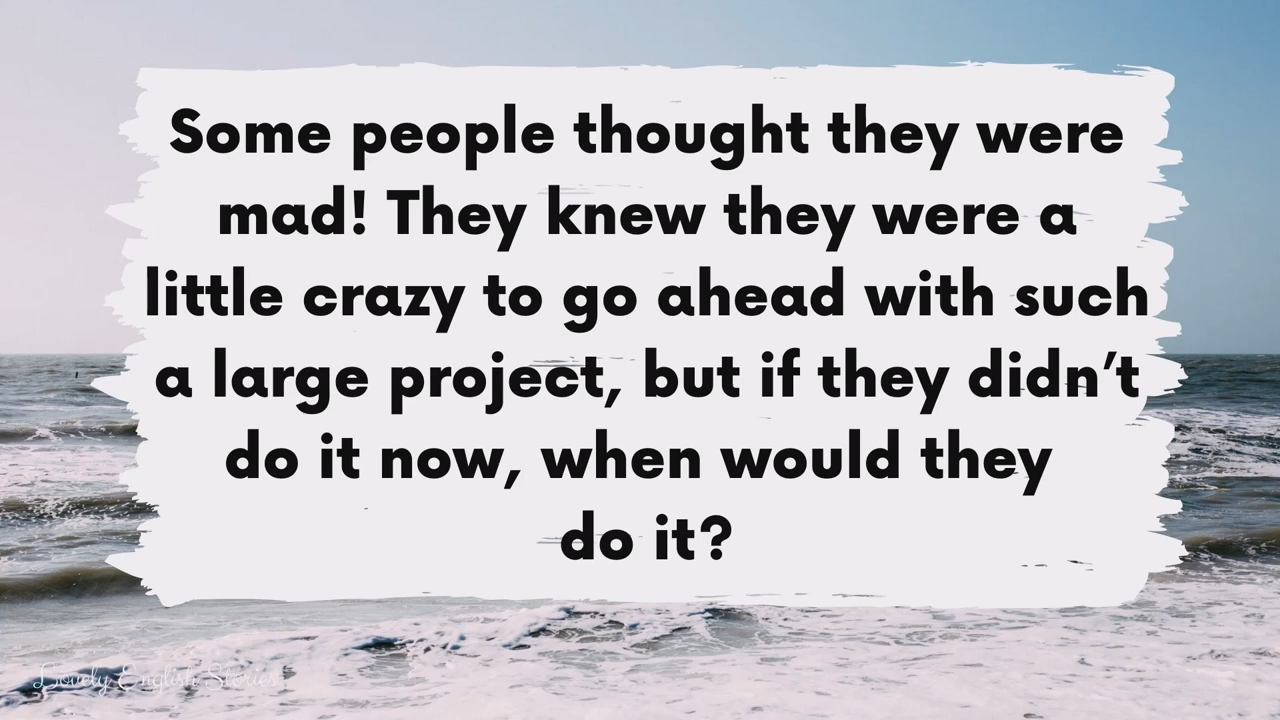 Some people thought they were
mad! They knew they were a
little crazy to go ahead with such
a large project, but if they didn’t
do it now, when would they
do it?
Lovely English Stories